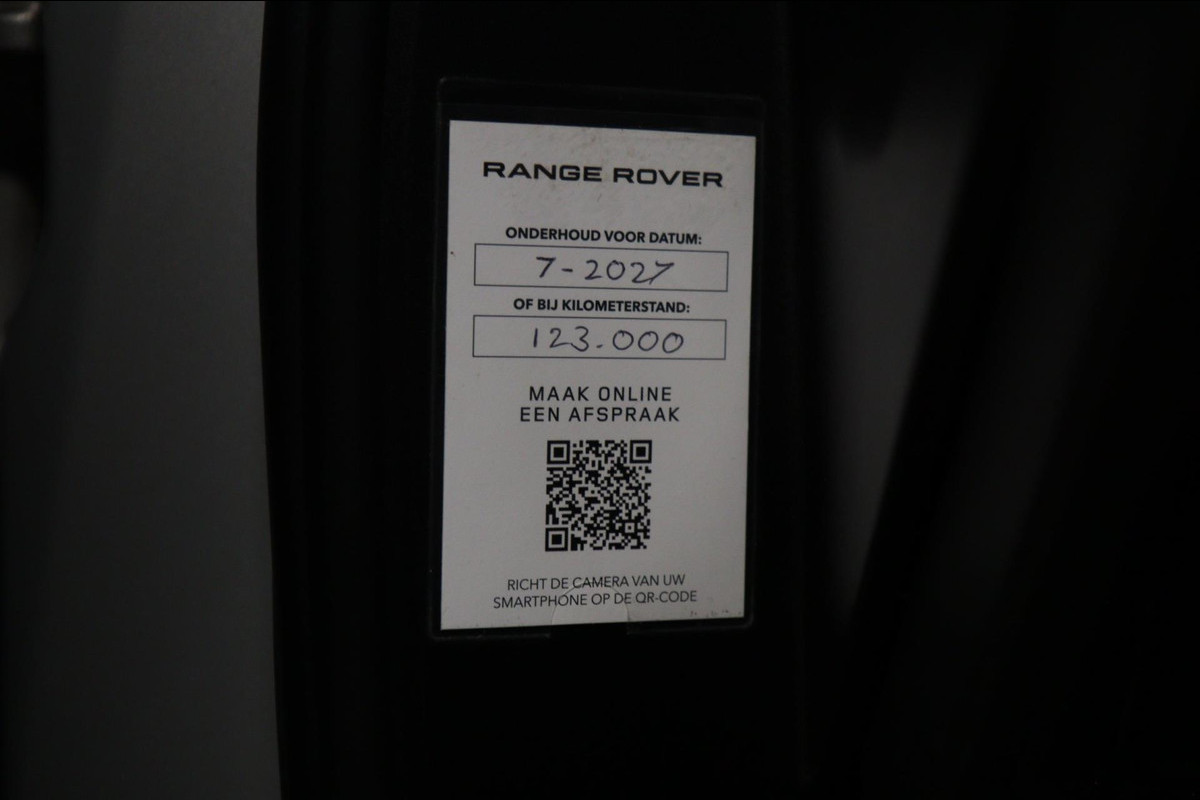 RANGE ROVER
ONDERHOUD VOOR DATUM:
7-2027
OF BIJ KILOMETERSTAND:
123.000
MAAK ONLINE
EEN AFSPRAAK
RICHT DE CAMERA VAN UW
SMARTPHONE OP DE QR-CODE